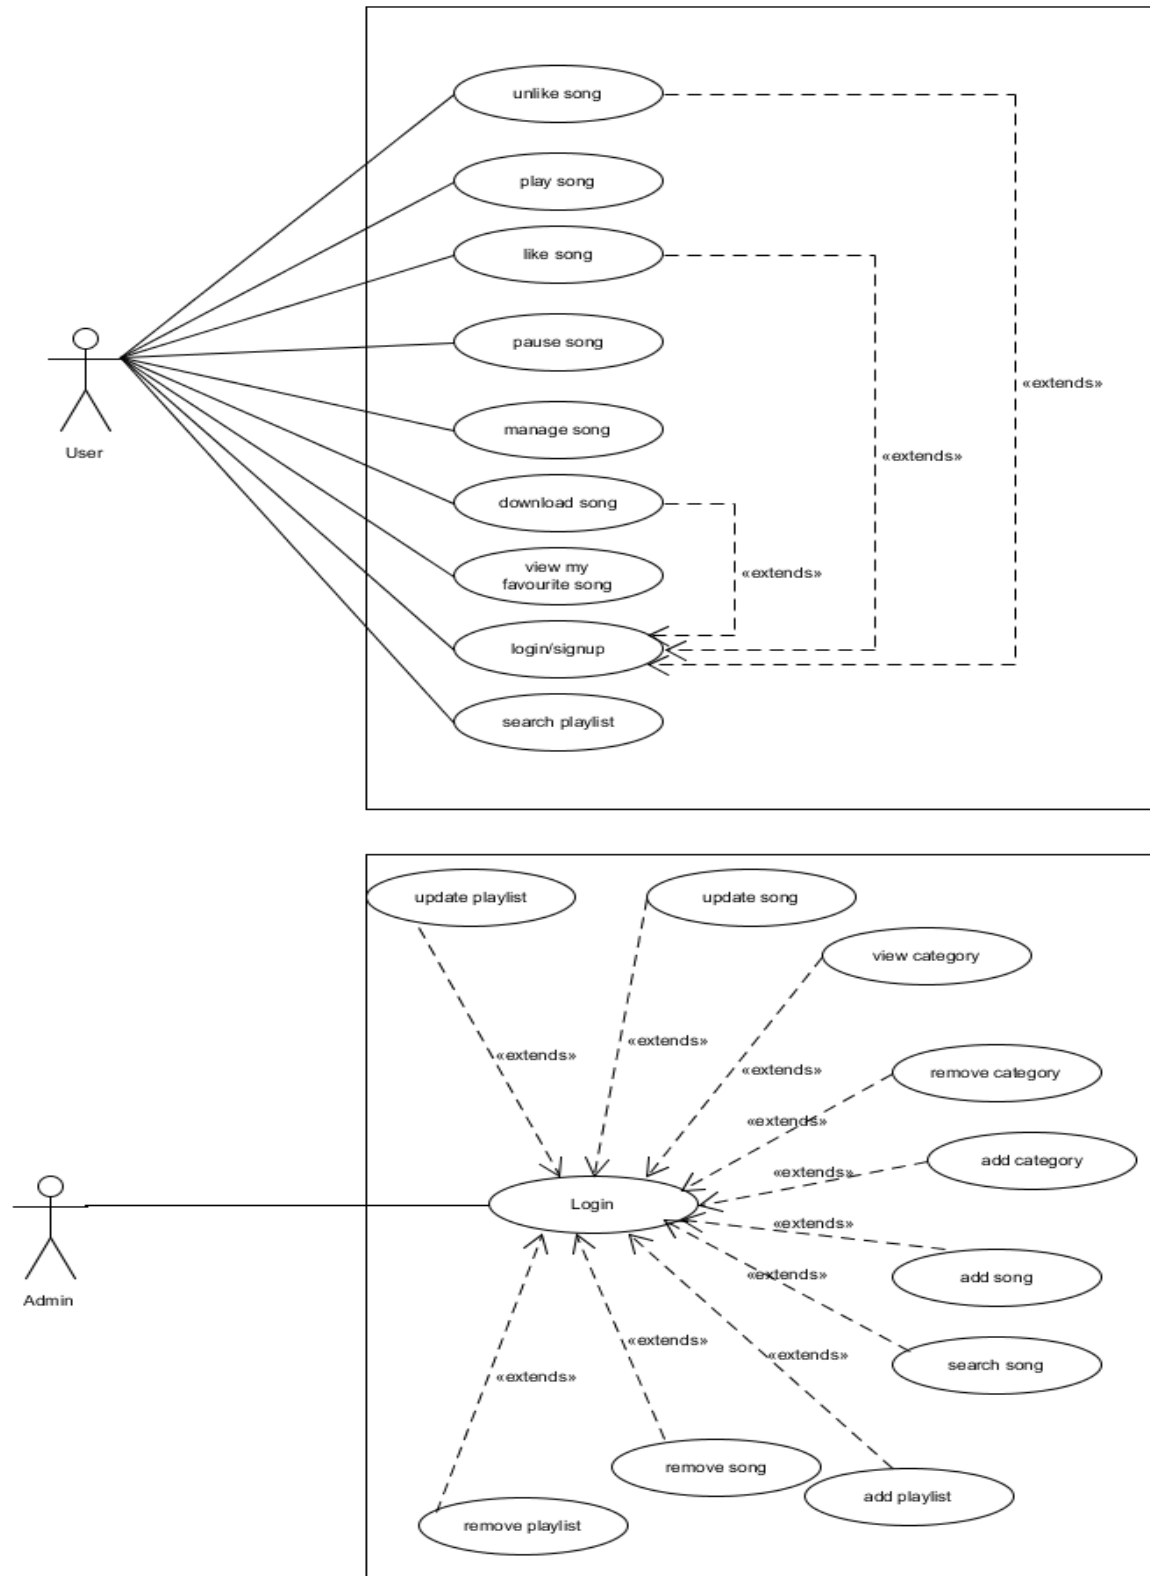 unlike song
play song
like song
pause song
«extends»
User
manage song
«extends»
download song
view my
favourite song
«extends»
login/signup
search playlist
update playlist
update song
view category
«extends»
«extends»
«extends»
remove category
«extends»
add category
«extends»
Login
«extends»
add song
«extends»
Admin
«extends»
«extends»
search song
«extends»
remove song
add playlist
remove playlist